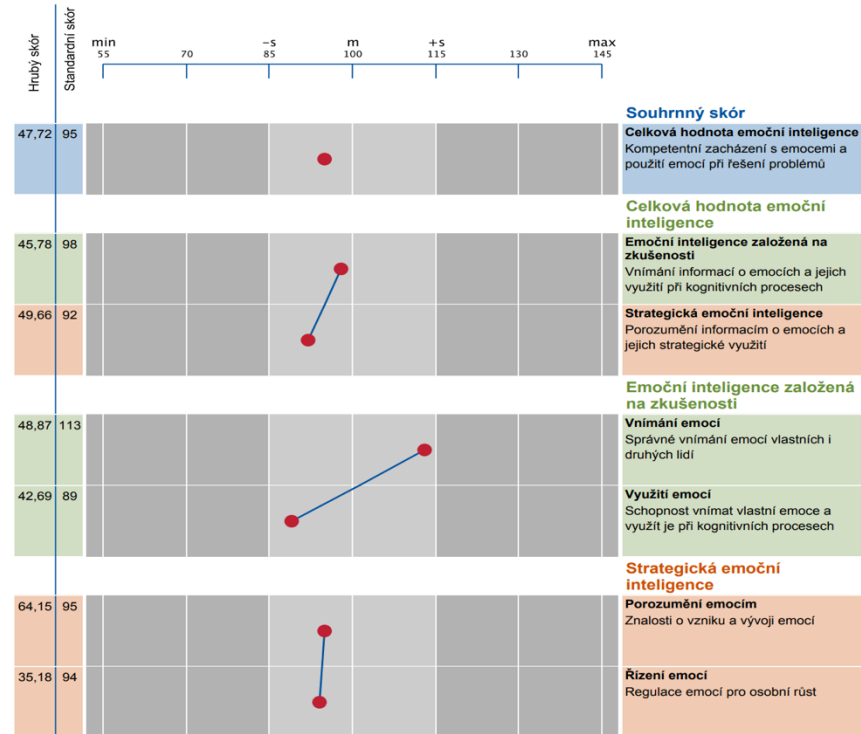 Hrubý skór
Standardní skór
min -s m +s max
55 70 85 100 115 130 145
Souhrnný skór
47,72 95
Celková hodnota emoční inteligence
Kompetentní zacházení s emocemi a
použití emocí při řešení problémů
Celková hodnota emoční
inteligence
45,78 98
Emoční inteligence založená na
zkušenosti
Vnímání informací o emocích a jejich
využití při kognitivních procesech
49,66 92
Strategická emoční inteligence
Porozumění informacím o emocích a
jejich strategické využití
Emoční inteligence založená
na zkušenosti
48,87 113
Vnímání emocí
Správné vnímání emocí vlastních i
druhých lidí
42,69 89
Využití emocí
Schopnost vnímat vlastní emoce a
využít je při kognitivních procesech
Strategická emoční
inteligence
64,15 95
Porozumění emocím
Znalosti o vzniku a vývoji emocí
35,18 94
Řízení emocí
Regulace emocí pro osobní růst